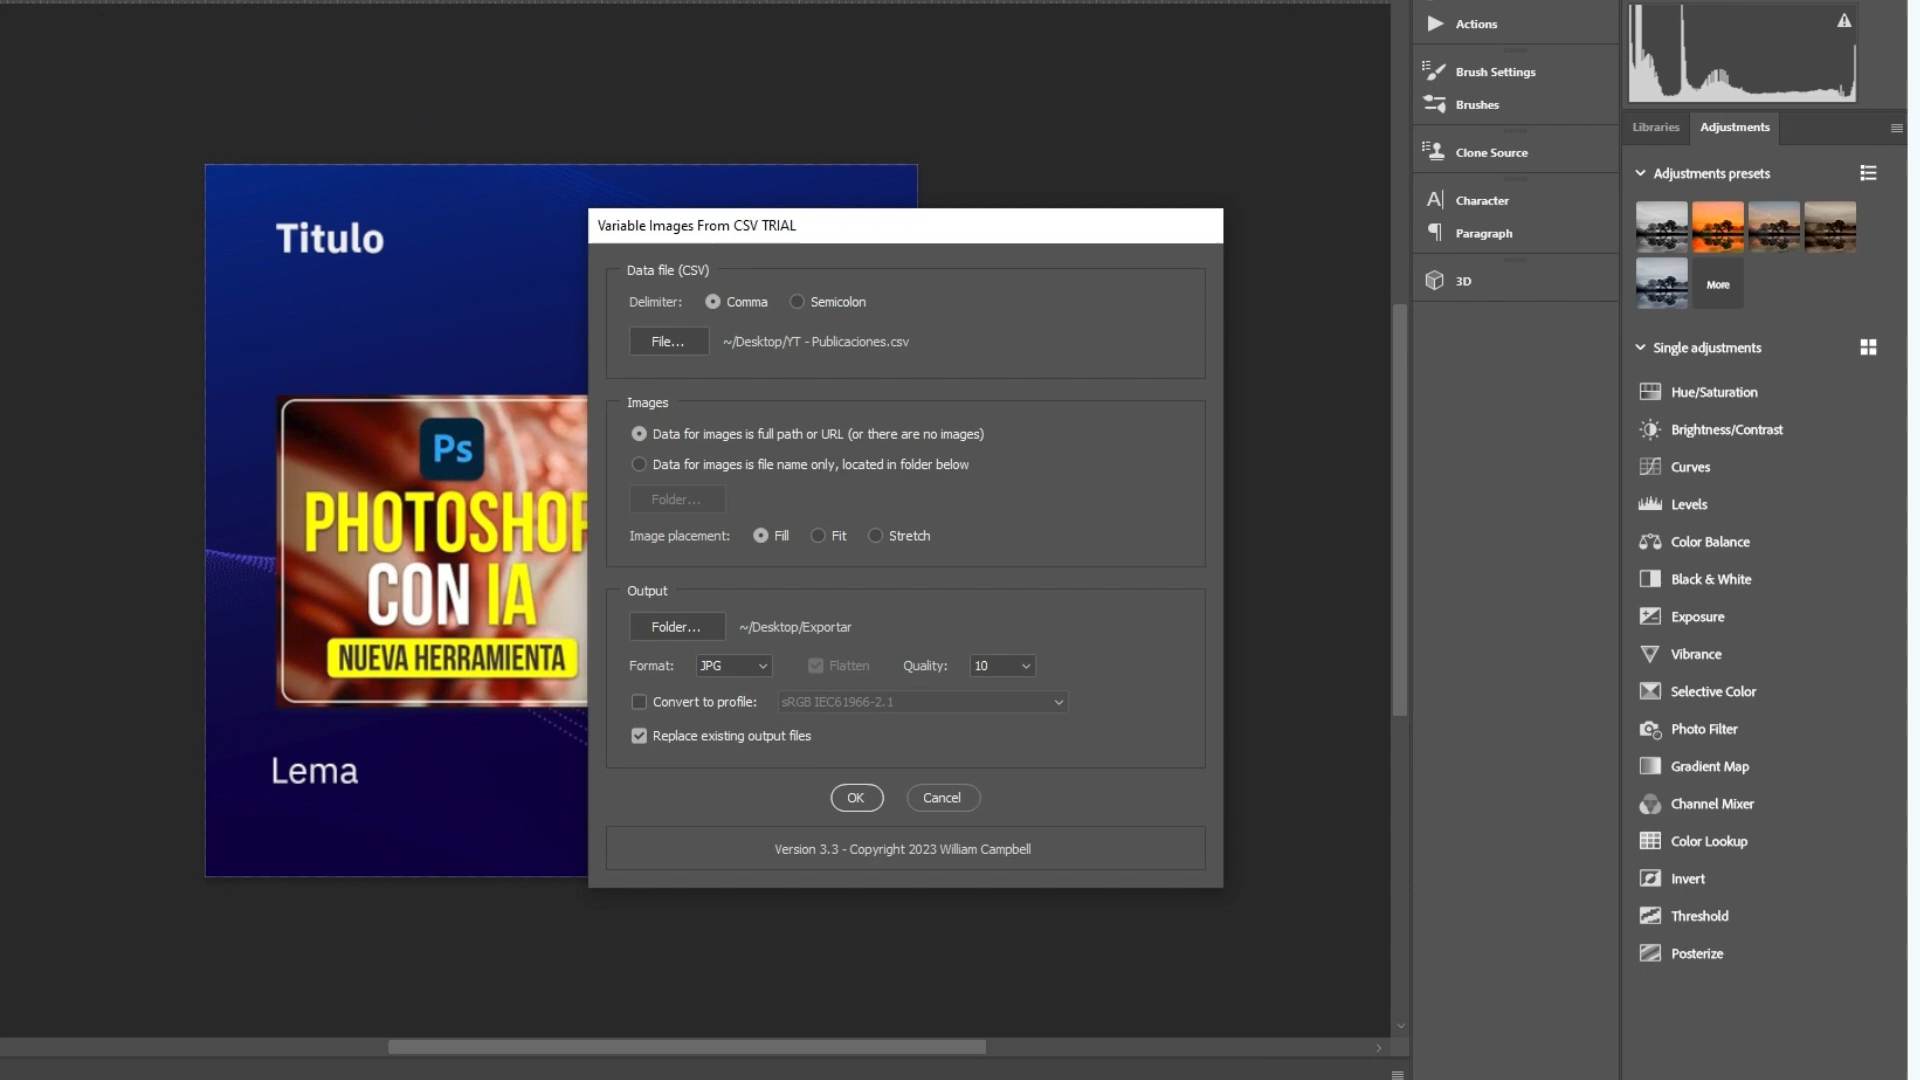 Titulo
Ps
PHOTOSHOP
CON IA
NUEVA HERRAMIENTA
Lema
Variable Images From CSV TRIAL
Data file (CSV)
Delimiter: Comma Semicolon
File... ~/Desktop/YT - Publicaciones.csv
Images
Data for images is full path or URL (or there are no images)
Data for images is file name only, located in folder below
Folder...
Image placement: Fill Fit Stretch
Output
Folder... ~/Desktop/Exportar
Format: JPG Flatten Quality: 10
Convert to profile: sRGB IEC61966-2.1
Replace existing output files
OK Cancel
Version 3.3 - Copyright 2023 William Campbell
Actions
Brush Settings
Brushes
Clone Source
Character
Paragraph
3D
Libraries Adjustments
Adjustments presets
More
Single adjustments
Hue/Saturation
Brightness/Contrast
Curves
Levels
Color Balance
Black & White
Exposure
Vibrance
Selective Color
Photo Filter
Gradient Map
Channel Mixer
Color Lookup
Invert
Threshold
Posterize